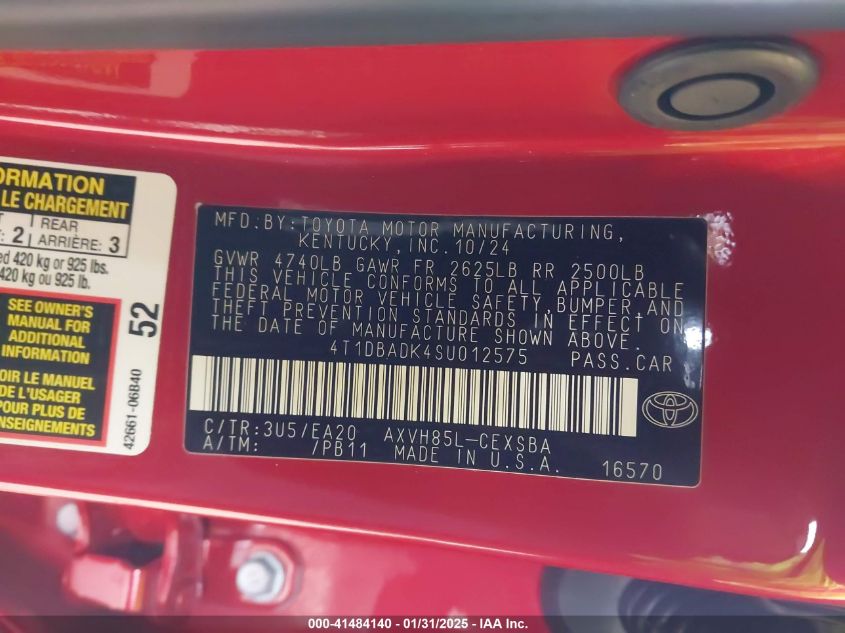 ORMATION
LE CHARGEMENT
2
REAR
ARRIÈRE: 3
ed 420 kg or 925 lbs.
420 kg ou 925 lb.
SEE OWNER'S
MANUAL FOR
ADDITIONAL
INFORMATION
OIR LE MANUEL
DE L'USAGER
POUR PLUS DE
ENSEIGNEMENTS
52
42661-06B40
MFD.BY:TOYOTA MOTOR MANUFACTURING,
KENTUCKY,INC.10/24
GVWR 4740LB GAWR FR 2625LB RR 2500LB
THIS VEHICLE CONFORMS TO ALL APPLICABLE
FEDERAL MOTOR VEHICLE SAFETY,BUMPER,AND
THEFT PREVENTION STANDARDS IN EFFECT ON
THE DATE OF MANUFACTURE SHOWN ABOVE.
4T1DBADK4SU012575 PASS.CAR
C/TR:3U5/EA20 AXVH85L-CEXSBA
A/TM: /PB11 MADE IN U.S.A. 16570
000-41484140 - 01/31/2025 - IAA Inc.